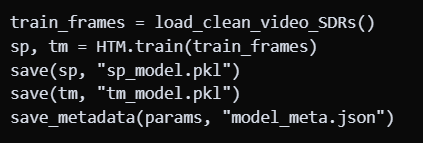 train_frames = load_clean_video_SDRs()
sp, tm = HTM.train(train_frames)
save(sp, "sp_model.pkl")
save(tm, "tm_model.pkl")
save_metadata(params, "model_meta.json")